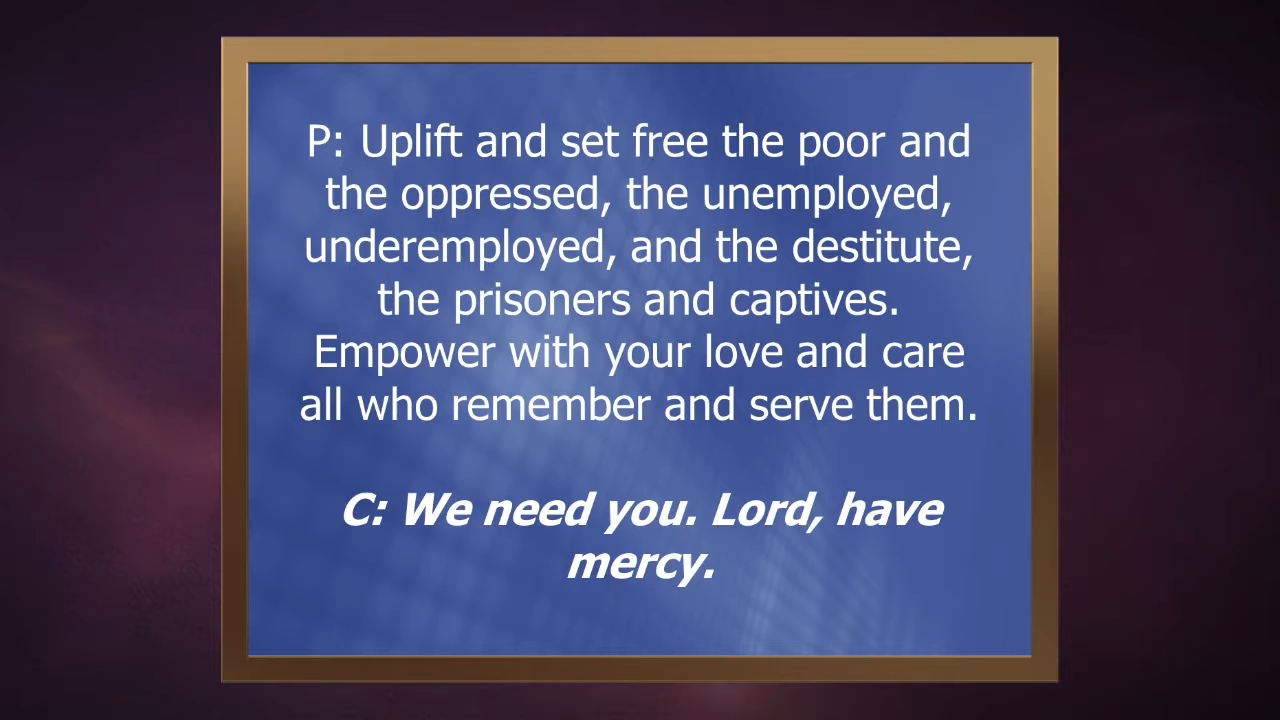 P: Uplift and set free the poor and
the oppressed, the unemployed,
underemployed, and the destitute,
the prisoners and captives.
Empower with your love and care
all who remember and serve them.
C: We need you. Lord, have
mercy.